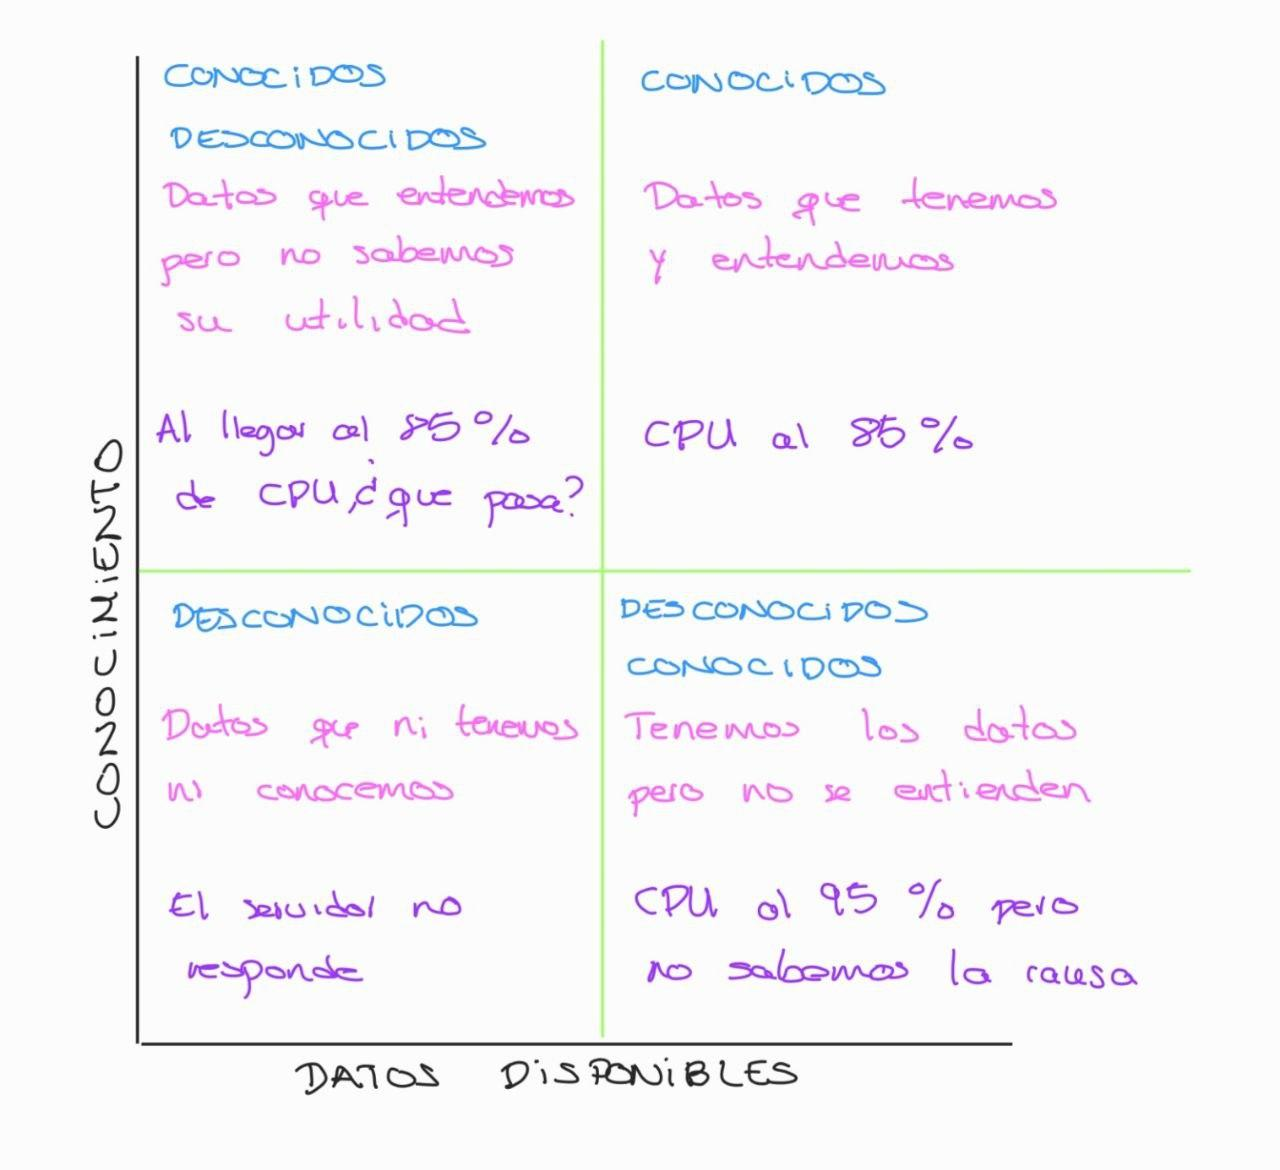 CONOCIDOS
DESCONOCIDOS
Datos que entendemos
pero no sabemos
su utilidad
Al llegar al 85%
de CPU, ¿que pasa?
CONOCIDOS
Datos que tenemos
y entendemos
CPU al 85%
DESCONOCIDOS
Datos que ni tenemos
ni conocemos
El servidor no
responde
DESCONOCIDOS
CONOCIDOS
Tenemos los datos
pero no se entienden
CPU al 95% pero
no sabemos la causa
CONOCIMIENTO
DATOS DISPONIBLES